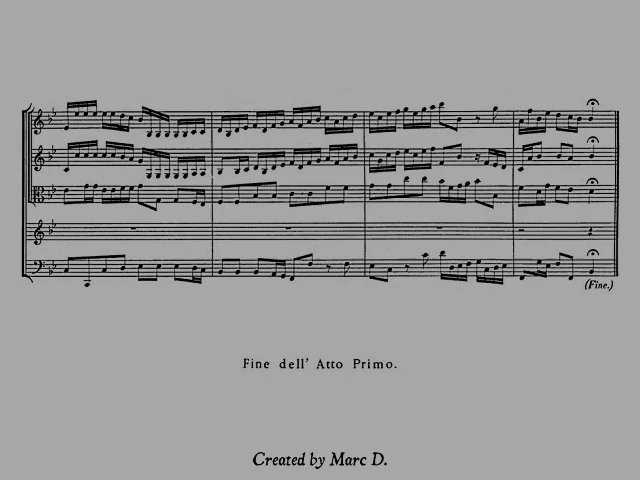 (Fine.)
Fine dell' Atto Primo.
Created by Marc D.